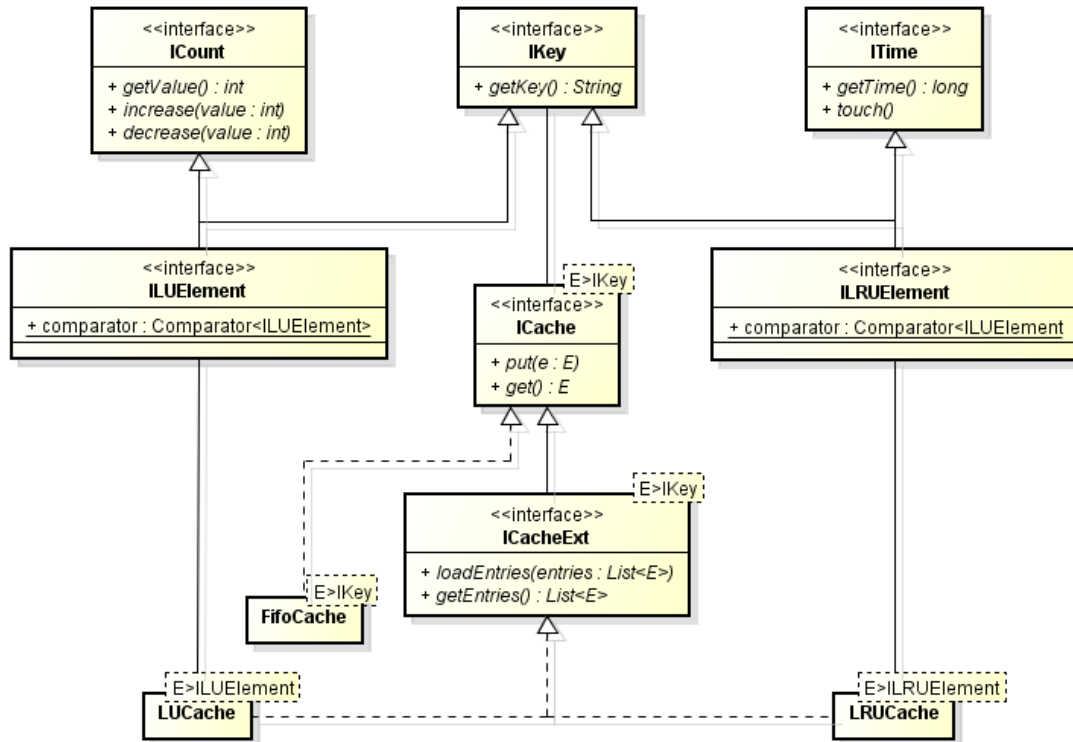 <<interface>>
ICount
+ getValue() : int
+ increase(value : int)
+ decrease(value : int)
<<interface>>
IKey
+ getKey() : String
<<interface>>
ITime
+ getTime() : long
+ touch()
<<interface>>
ILUElement
+ comparator : Comparator<ILUElement>
E>IKey
<<interface>>
ICache
+ put(e : E)
+ get() : E
<<interface>>
ILRUElement
+ comparator : Comparator<ILUElement
E>IKey
<<interface>>
ICacheExt
+ loadEntries(entries : List<E>)
+ getEntries() : List<E>
E>IKey
FifoCache
E>ILUElement
LUCache
E>ILRUElement
LRUCache